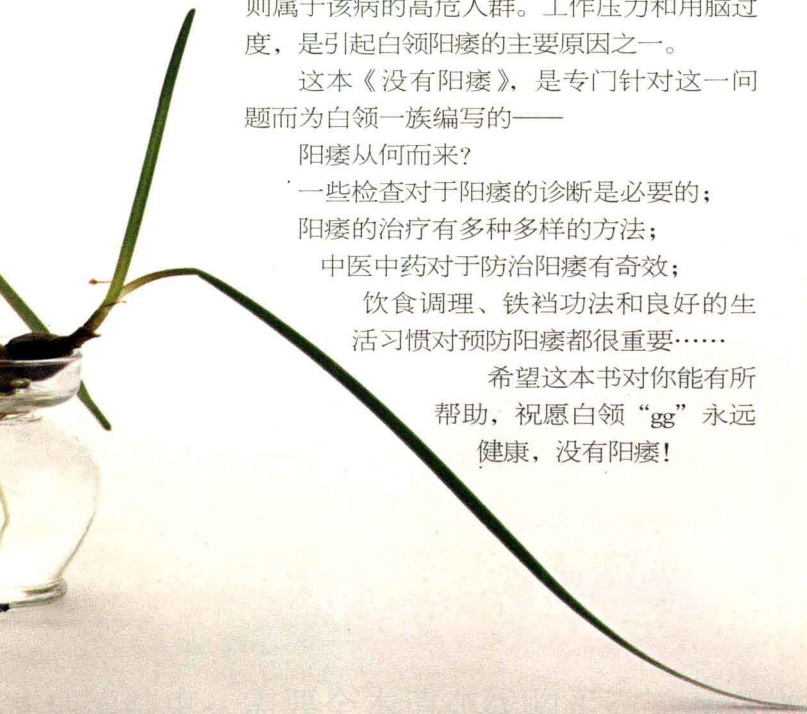 则属于该病的高危人群。工作压力和用脑过
度，是引起白领阳痿的主要原因之一。
这本《没有阳痿》，是专门针对这一问
题而为白领一族编写的——
阳痿从何而来?
一些检查对于阳痿的诊断是必要的；
阳痿的治疗有多种多样的方法；
中医中药对于防治阳痿有奇效；
饮食调理、铁裆功法和良好的生
活习惯对预防阳痿都很重要……
希望这本书对你能有所
帮助，祝愿白领“gg”永远
健康，没有阳痿!